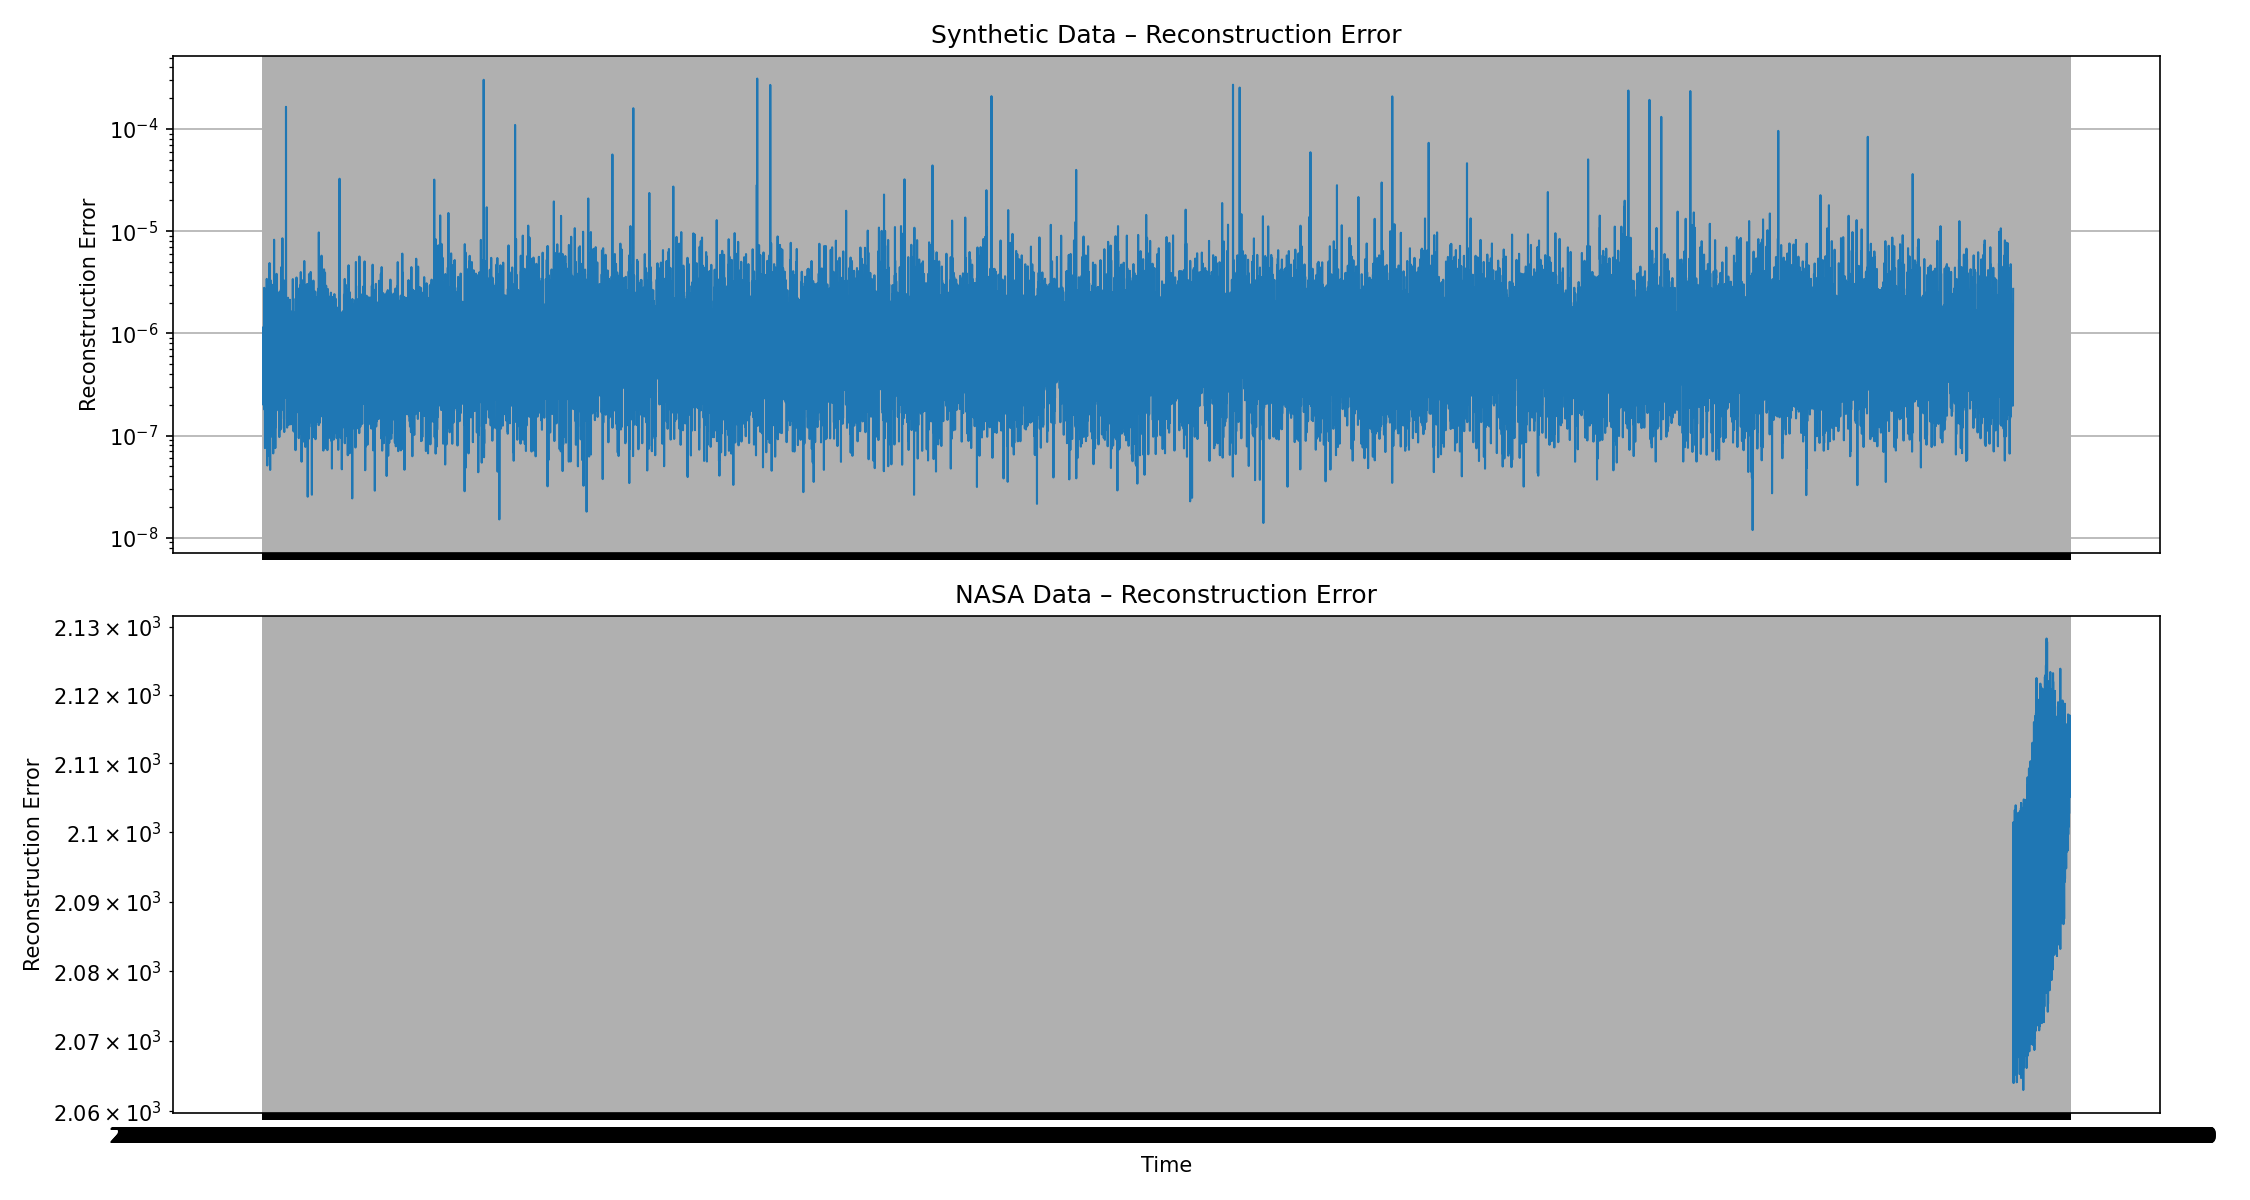 Synthetic Data – Reconstruction Error
Reconstruction Error
10⁻⁴
10⁻⁵
10⁻⁶
10⁻⁷
10⁻⁸
NASA Data – Reconstruction Error
Reconstruction Error
2.13 × 10³
2.12 × 10³
2.11 × 10³
2.1 × 10³
2.09 × 10³
2.08 × 10³
2.07 × 10³
2.06 × 10³
Time